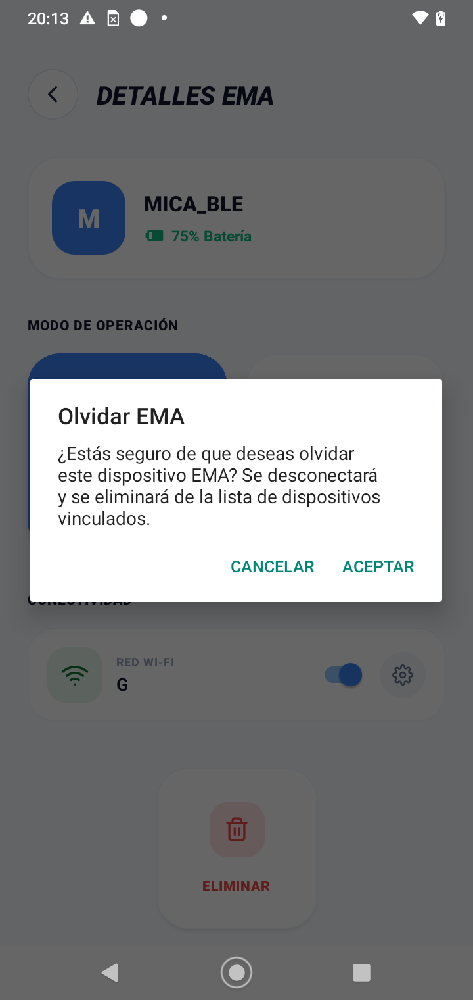 20:13
DETALLES EMA
M
MICA_BLE
75% Batería
MODO DE OPERACIÓN
Olvidar EMA
¿Estás seguro de que deseas olvidar
este dispositivo EMA? Se desconectará
y se eliminará de la lista de dispositivos
vinculados.
CANCELAR ACEPTAR
CONECTIVIDAD
RED WI-FI
G
ELIMINAR